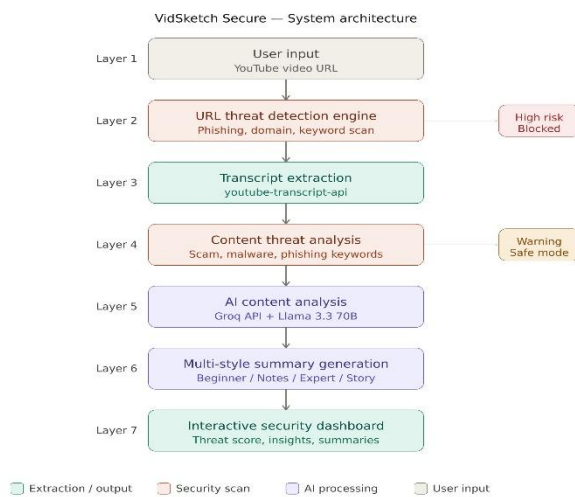 VidSketch Secure — System architecture
Layer 1
User input
YouTube video URL
Layer 2
URL threat detection engine
Phishing, domain, keyword scan
High risk
Blocked
Layer 3
Transcript extraction
youtube-transcript-api
Layer 4
Content threat analysis
Scam, malware, phishing keywords
Warning
Safe mode
Layer 5
AI content analysis
Groq API + Llama 3.3 70B
Layer 6
Multi-style summary generation
Beginner / Notes / Expert / Story
Layer 7
Interactive security dashboard
Threat score, insights, summaries
Extraction / output
Security scan
AI processing
User input